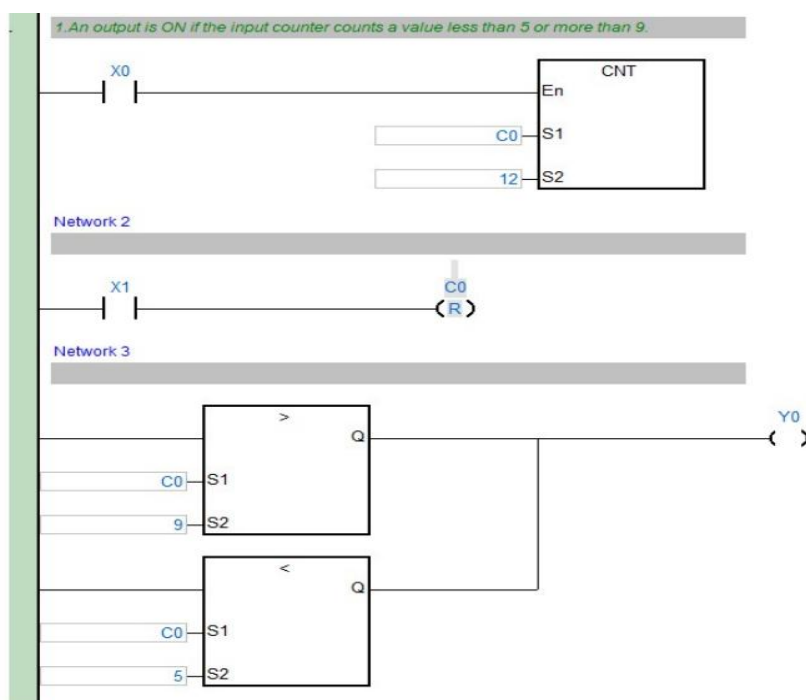 1.An output is ON if the input counter counts a value less than 5 or more than 9.
X0
CNT
En
C0 S1
12 S2
Network 2
X1
C0
R
Network 3
>
Q
Y0
C0 S1
9 S2
<
Q
C0 S1
5 S2